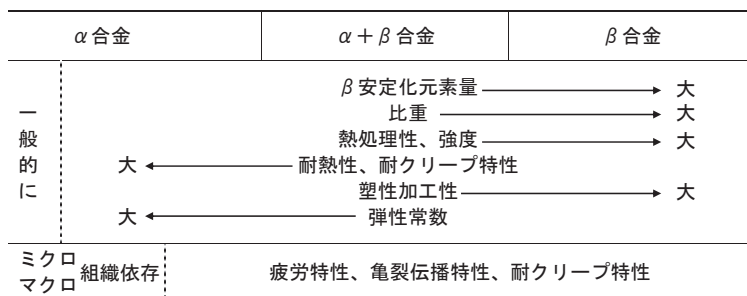 α合金 α＋β合金 β合金
一般的に
β安定化元素量 大
比重 大
熱処理性、強度 大
大 耐熱性、耐クリープ特性
塑性加工性 大
大 弾性常数
ミクロ
マクロ 組織依存 疲労特性、亀裂伝播特性、耐クリープ特性